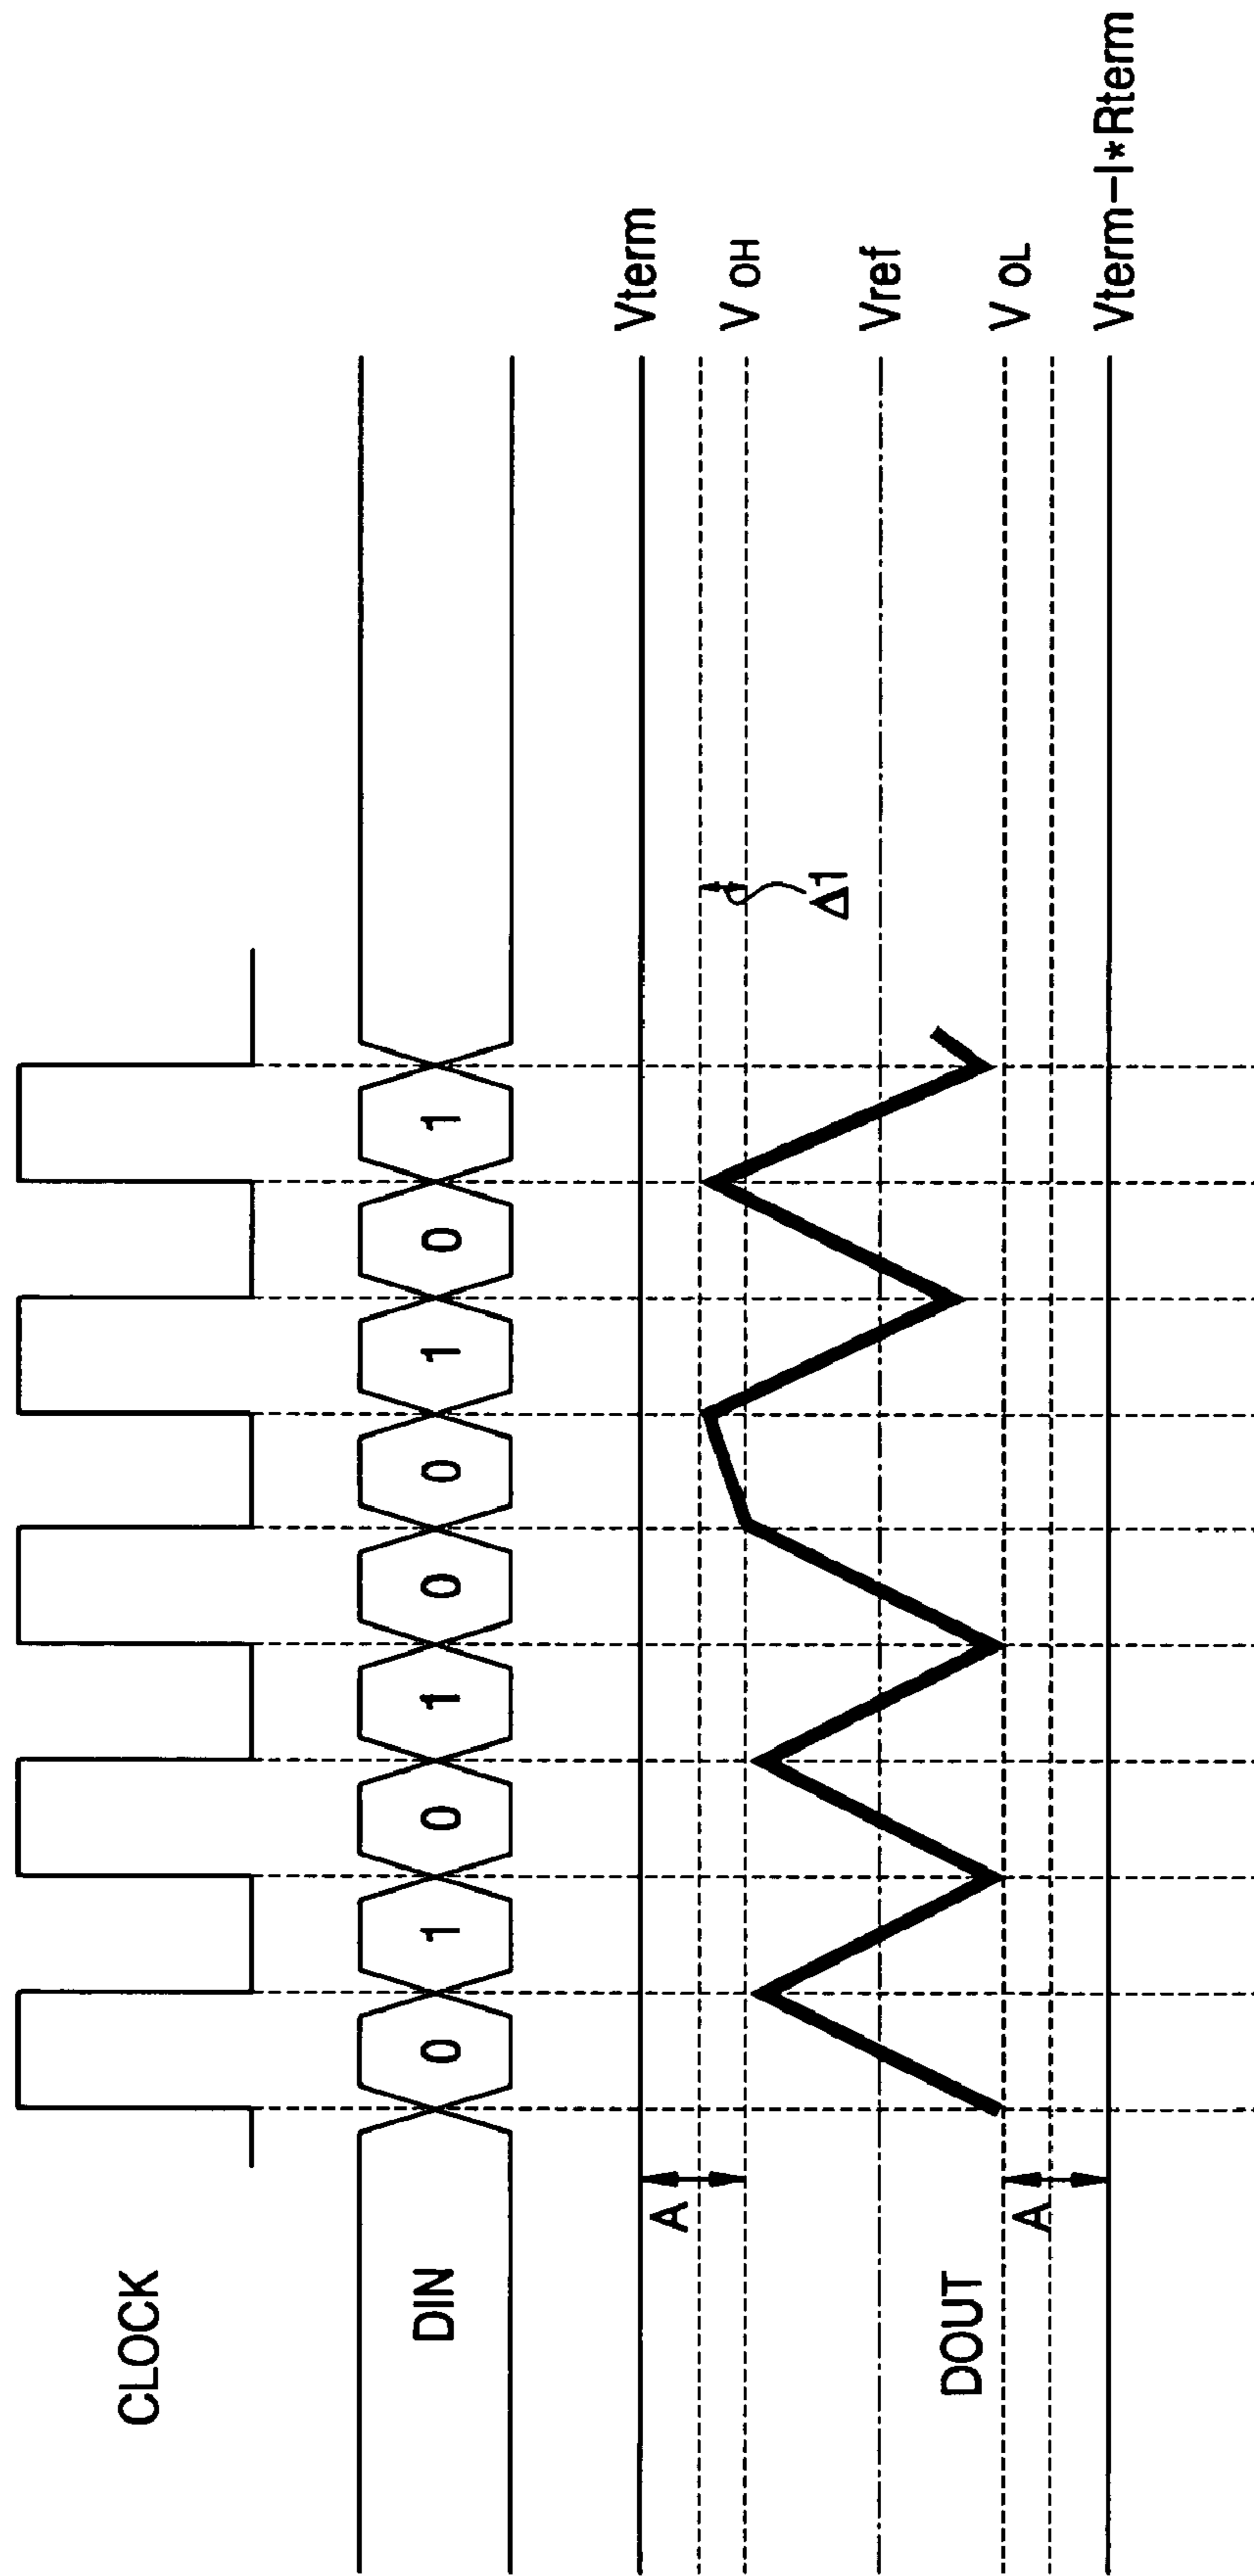 CLOCK
DIN
0 1 0 1 0 0 1 0 1
Vterm
A
V OH
Δ1
Vref
DOUT
V OL
A
Vterm-I*Rterm